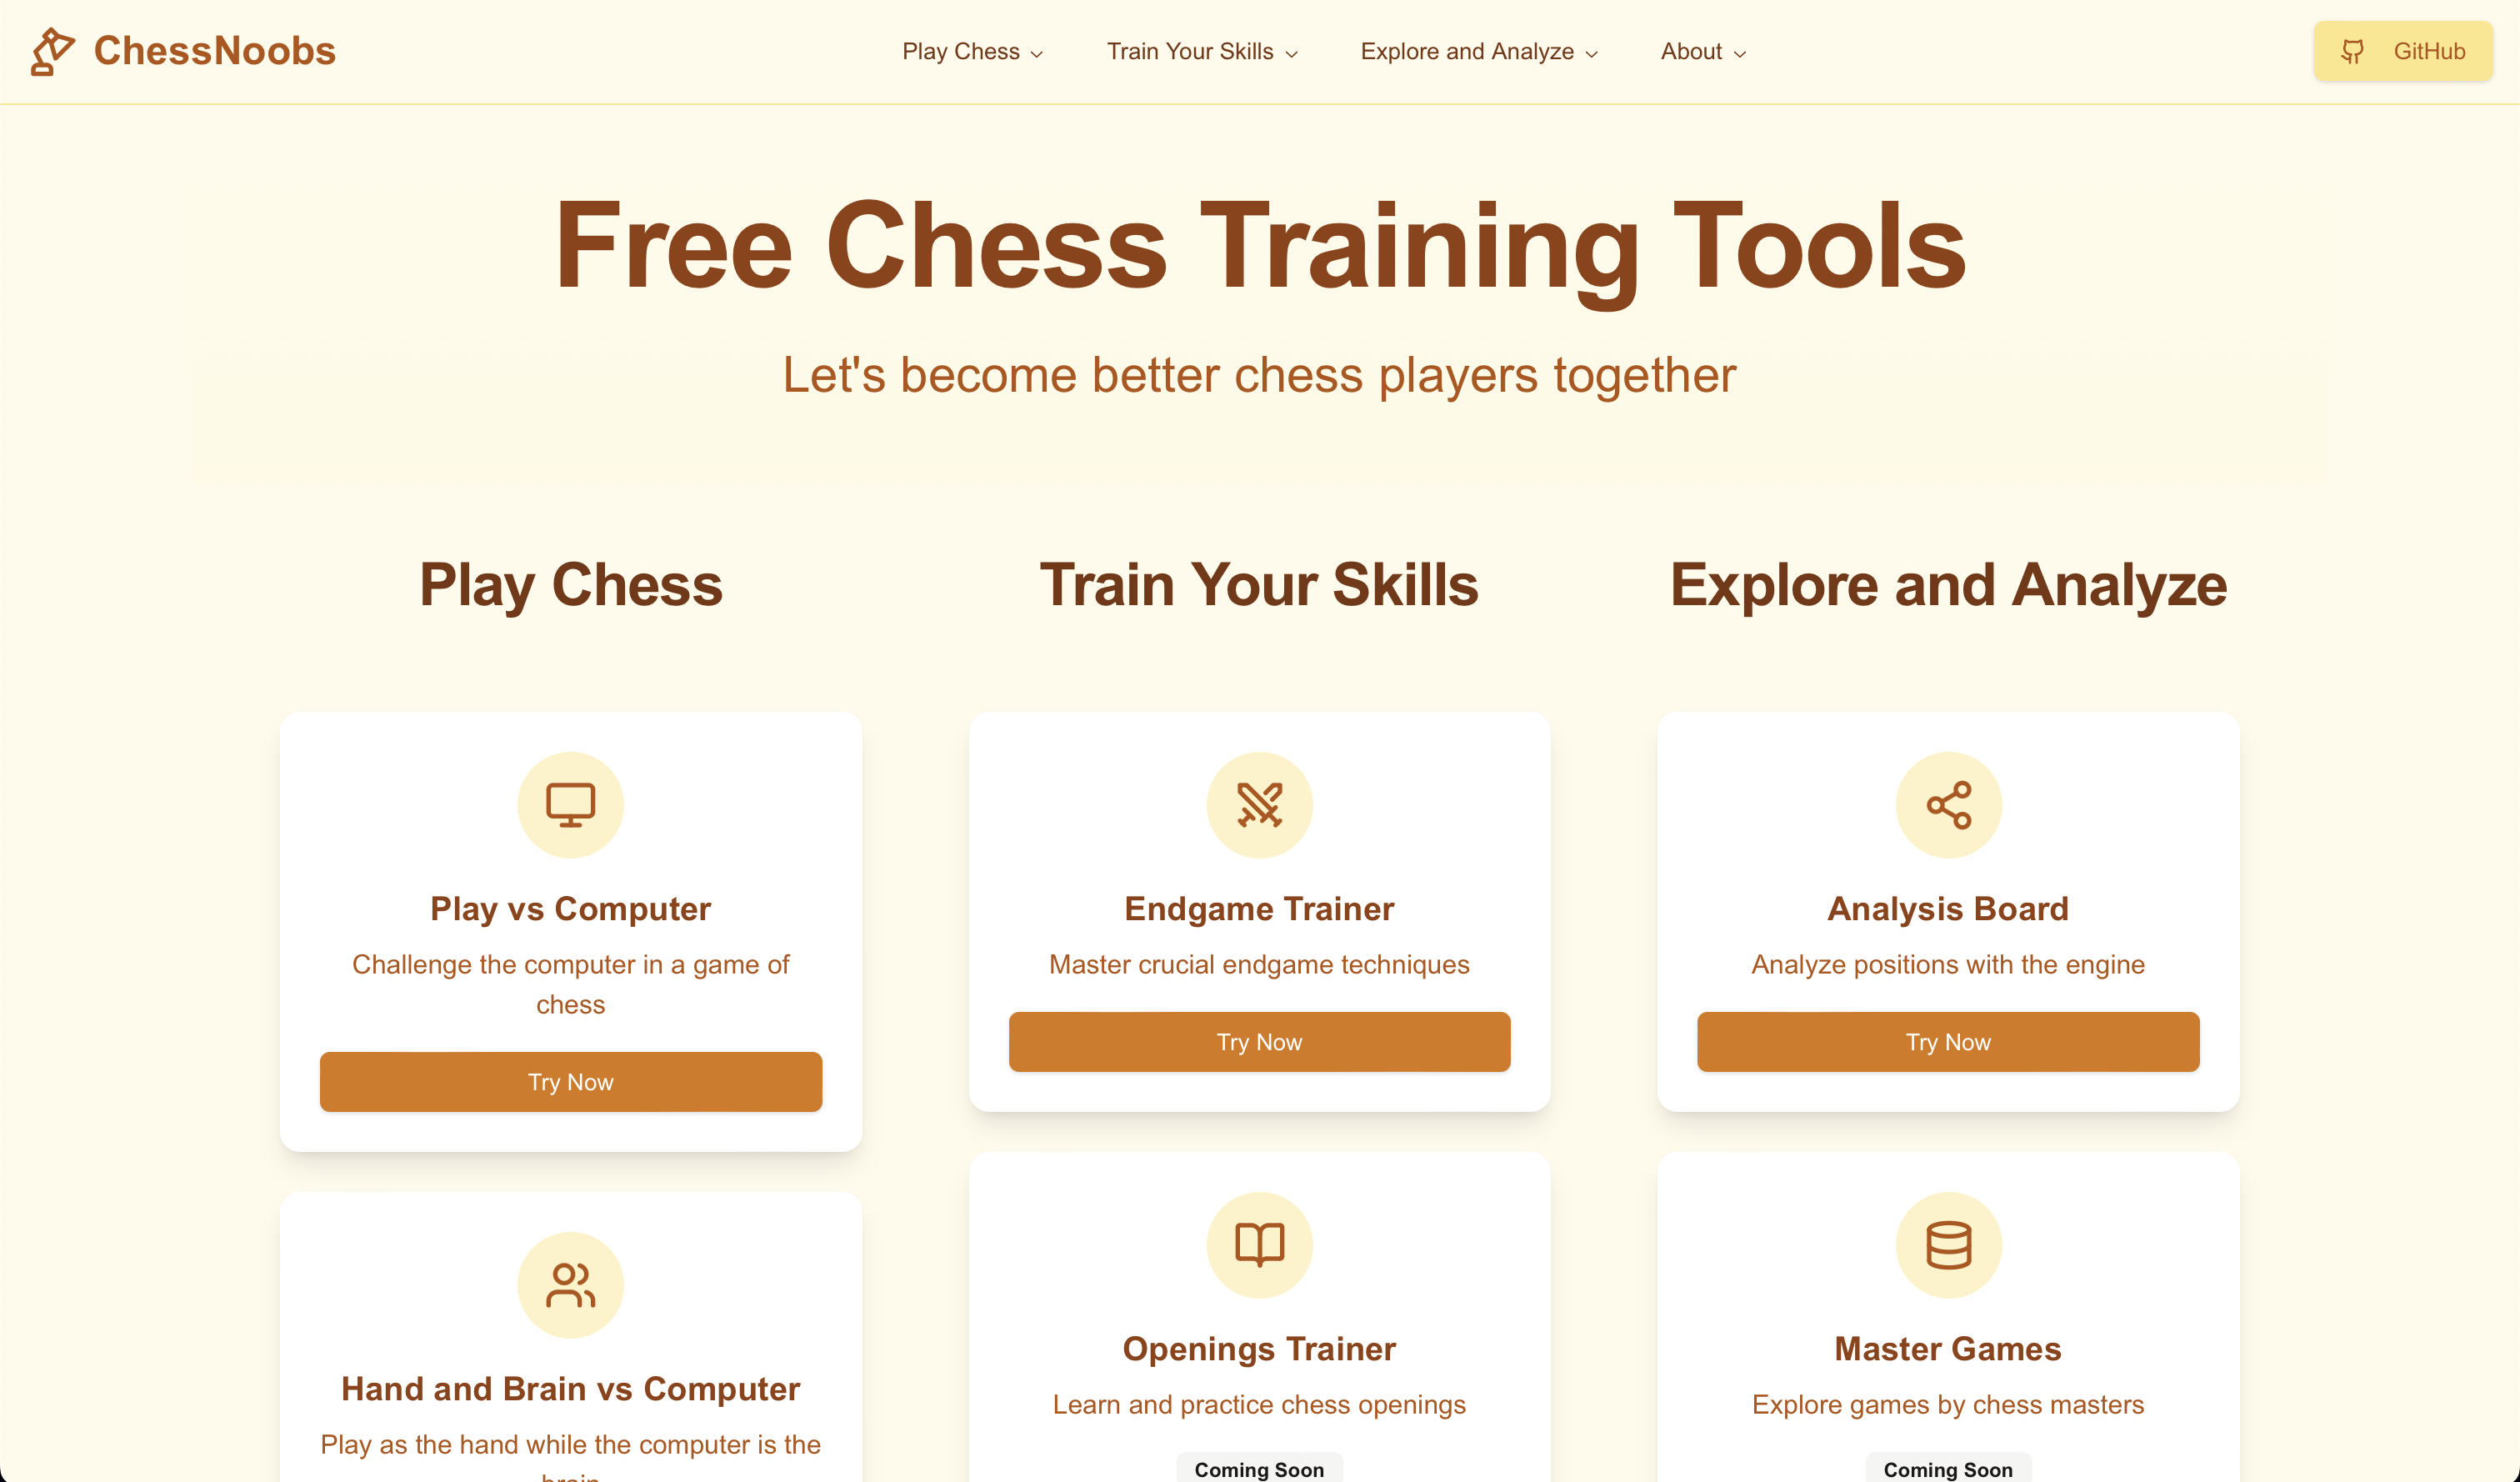 ChessNoobs
Play Chess
Train Your Skills
Explore and Analyze
About
GitHub
Free Chess Training Tools
Let's become better chess players together
Play Chess
Train Your Skills
Explore and Analyze
Play vs Computer
Challenge the computer in a game of
chess
Try Now
Endgame Trainer
Master crucial endgame techniques
Try Now
Analysis Board
Analyze positions with the engine
Try Now
Hand and Brain vs Computer
Play as the hand while the computer is the
brain
Openings Trainer
Learn and practice chess openings
Coming Soon
Master Games
Explore games by chess masters
Coming Soon